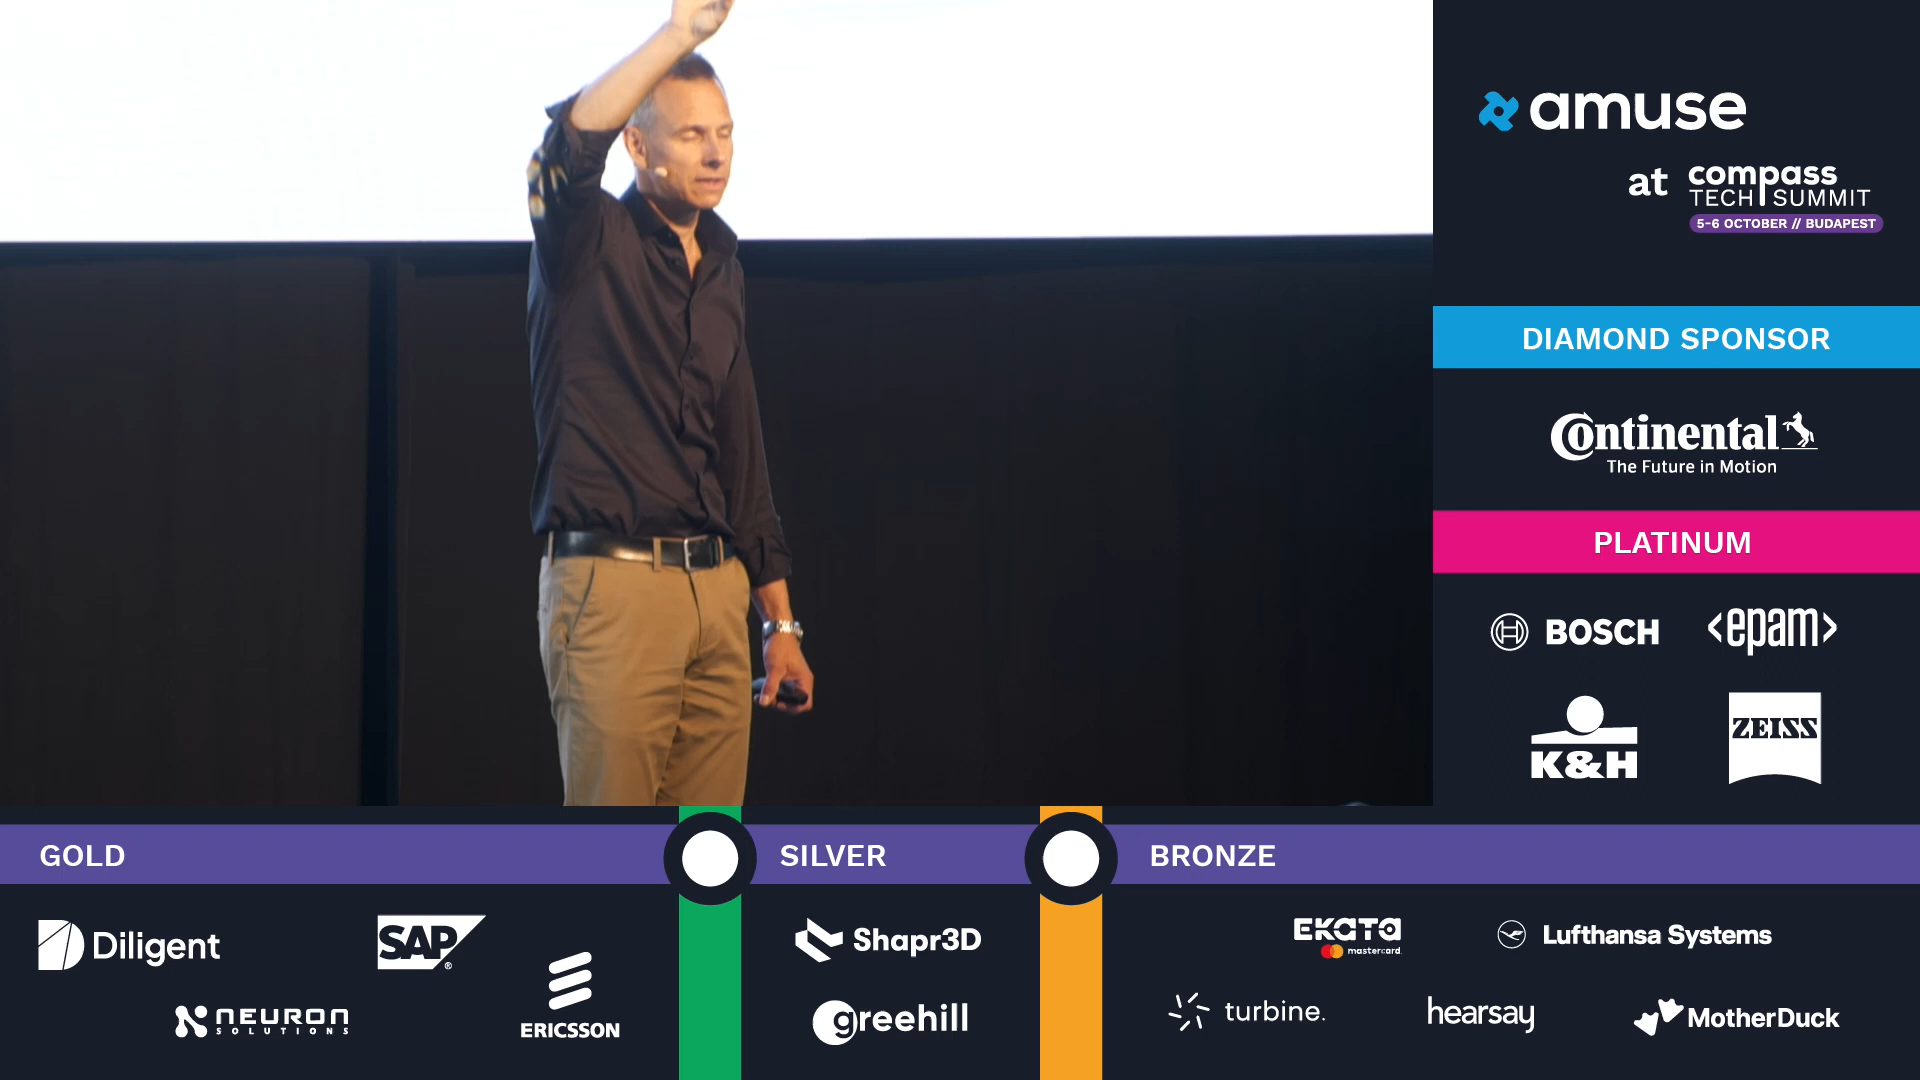 amuse
at compass
TECH SUMMIT
5-6 OCTOBER // BUDAPEST
DIAMOND SPONSOR
Continental
The Future in Motion
PLATINUM
BOSCH
<epam>
K&H
ZEISS
GOLD
SILVER
BRONZE
Diligent
SAP®
NEURON
SOLUTIONS
ERICSSON
Shapr3D
greehill
EKATA
mastercard.
Lufthansa Systems
turbine.
hearsay
MotherDuck